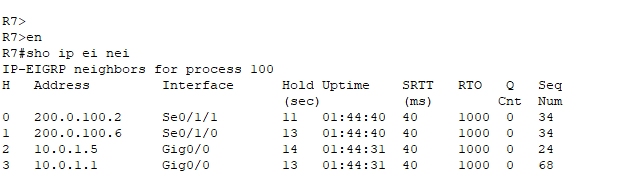 R7>
R7>en
R7#sho ip ei nei
IP-EIGRP neighbors for process 100
H   Address         Interface      Hold Uptime    SRTT   RTO   Q   Seq
                                   (sec)          (ms)        Cnt  Num
0   200.0.100.2     Se0/1/1        11   01:44:40  40     1000  0   34
1   200.0.100.6     Se0/1/0        13   01:44:40  40     1000  0   34
2   10.0.1.5        Gig0/0         14   01:44:31  40     1000  0   24
3   10.0.1.1        Gig0/0         13   01:44:31  40     1000  0   68